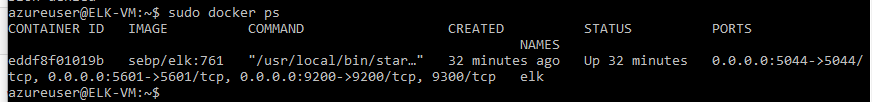 azureuser@ELK-VM:~$ sudo docker ps
CONTAINER ID   IMAGE          COMMAND                  CREATED          STATUS          PORTS
                                                                        NAMES
eddf8f01019b   sebp/elk:761   "/usr/local/bin/star…"   32 minutes ago   Up 32 minutes   0.0.0.0:5044->5044/
tcp, 0.0.0.0:5601->5601/tcp, 0.0.0.0:9200->9200/tcp, 9300/tcp   elk
azureuser@ELK-VM:~$